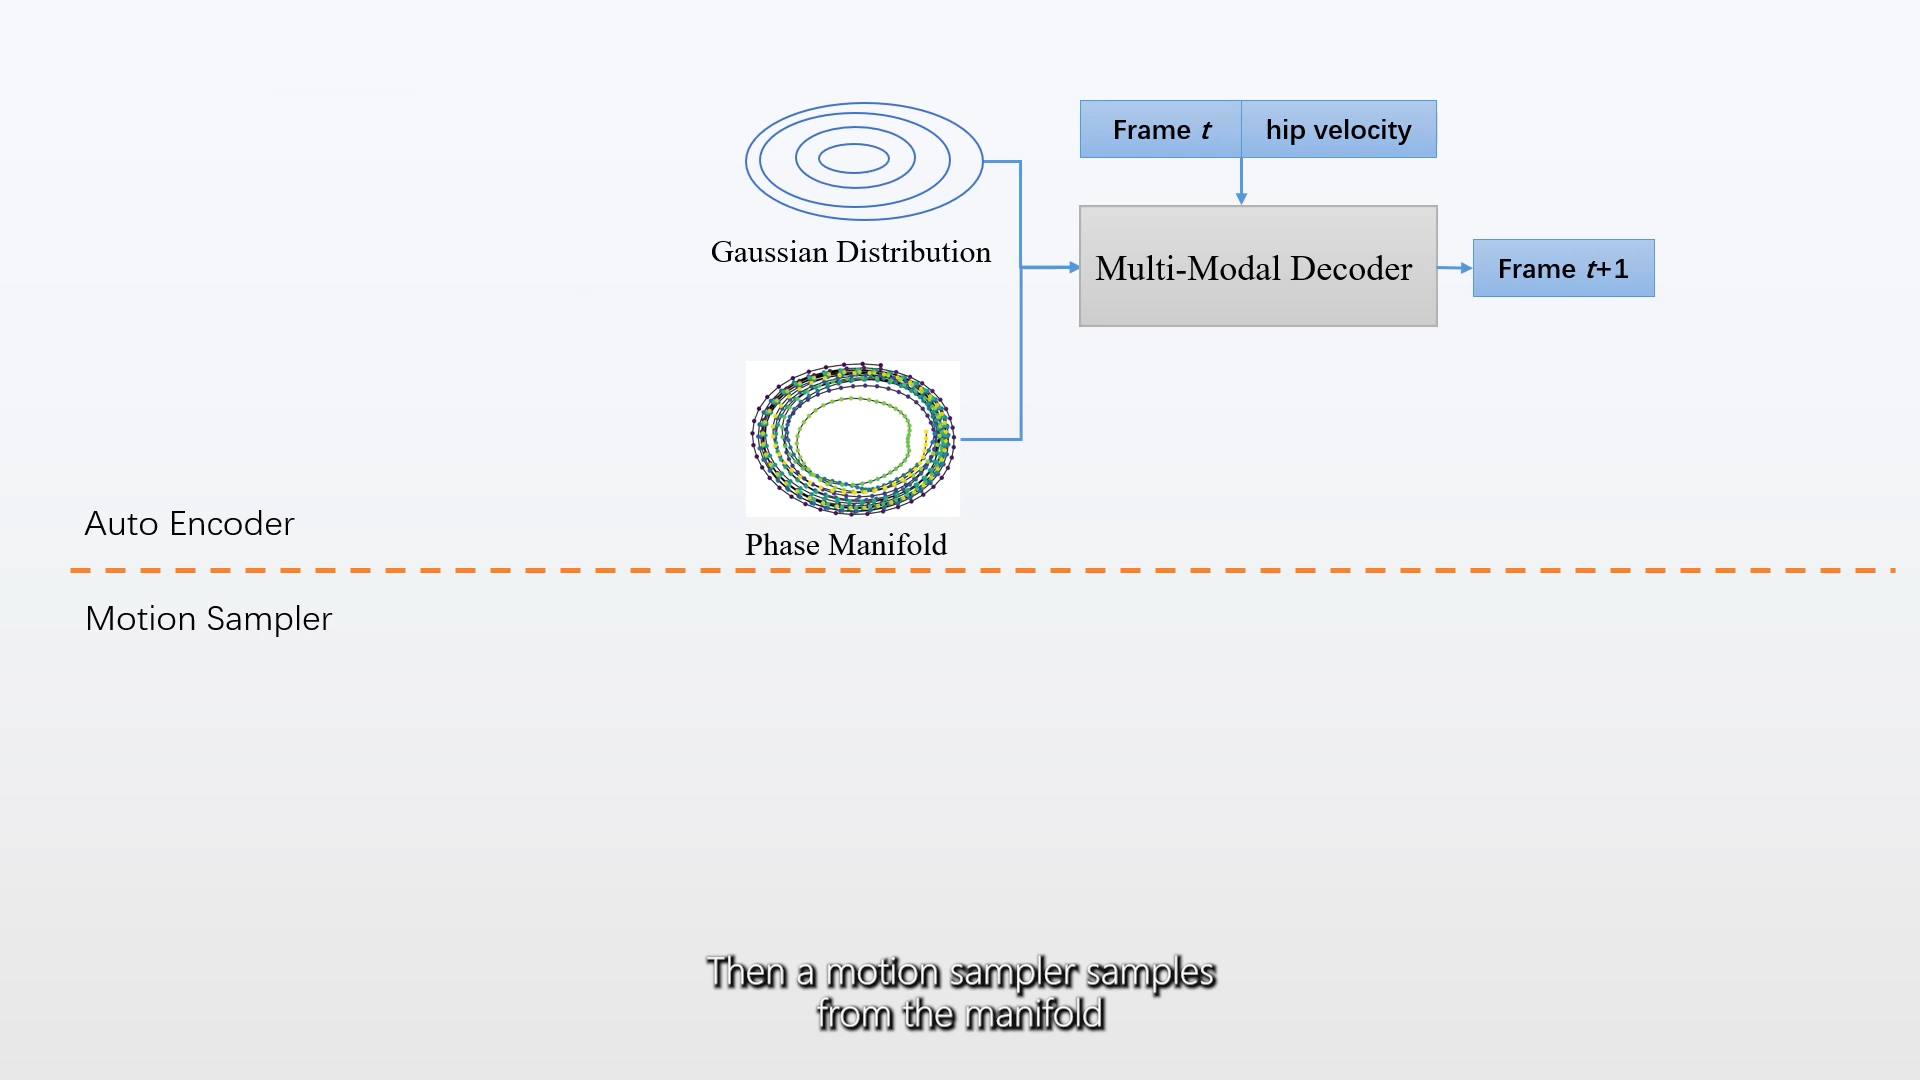 Frame t
hip velocity
Gaussian Distribution
Multi-Modal Decoder
Frame t+1
Auto Encoder
Phase Manifold
Motion Sampler
Then a motion sampler samples
from the manifold